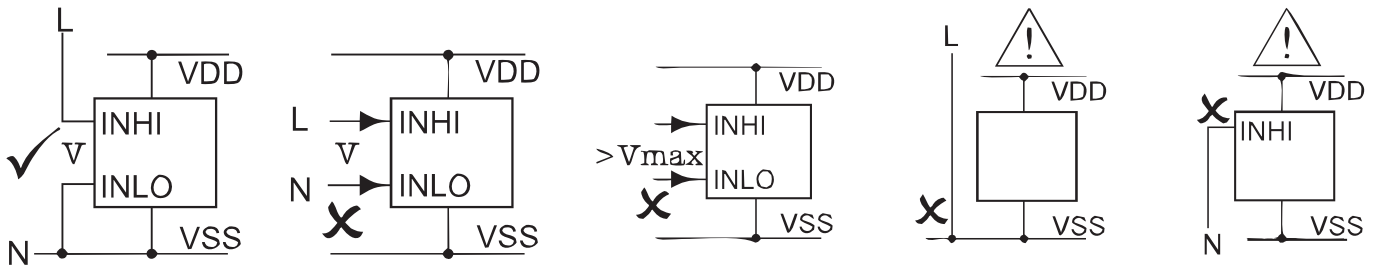 L
VDD
INHI
V
INLO
VSS
N
VDD
L
INHI
V
N
INLO
VSS
VDD
INHI
>Vmax
INLO
VSS
L
!
VDD
VSS
!
VDD
INHI
VSS
N